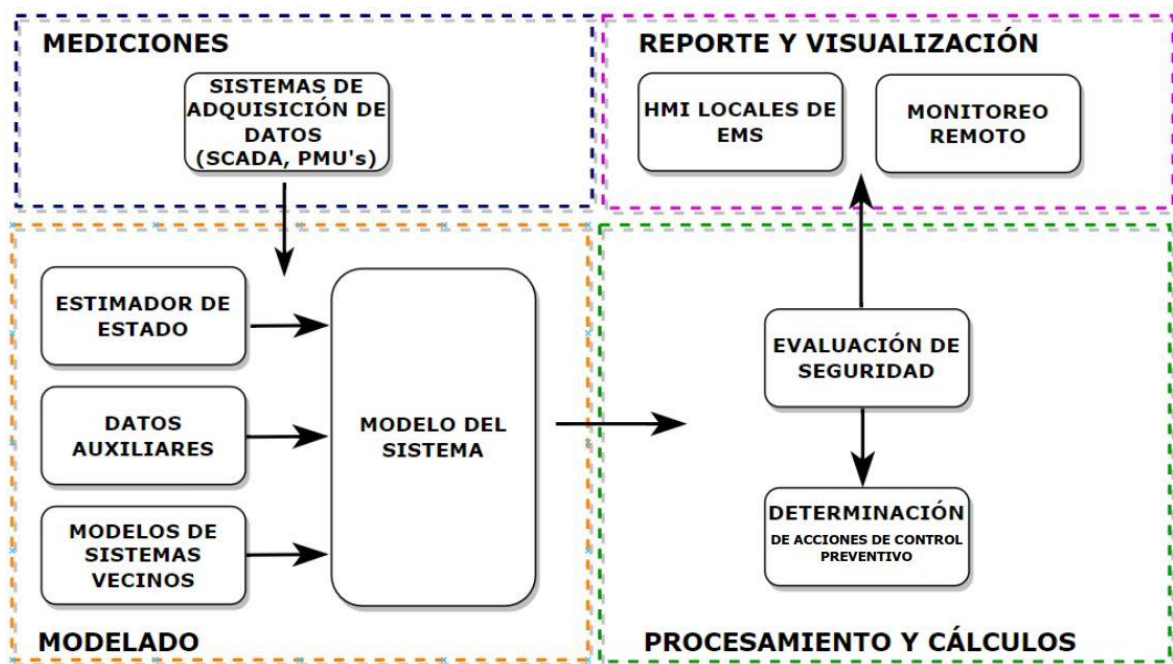 MEDICIONES
SISTEMAS DE
ADQUISICIÓN DE
DATOS
(SCADA, PMU's)
REPORTE Y VISUALIZACIÓN
HMI LOCALES DE
EMS
MONITOREO
REMOTO
ESTIMADOR DE
ESTADO
DATOS
AUXILIARES
MODELOS DE
SISTEMAS
VECINOS
MODELO DEL
SISTEMA
MODELADO
EVALUACIÓN DE
SEGURIDAD
DETERMINACIÓN
DE ACCIONES DE CONTROL
PREVENTIVO
PROCESAMIENTO Y CÁLCULOS